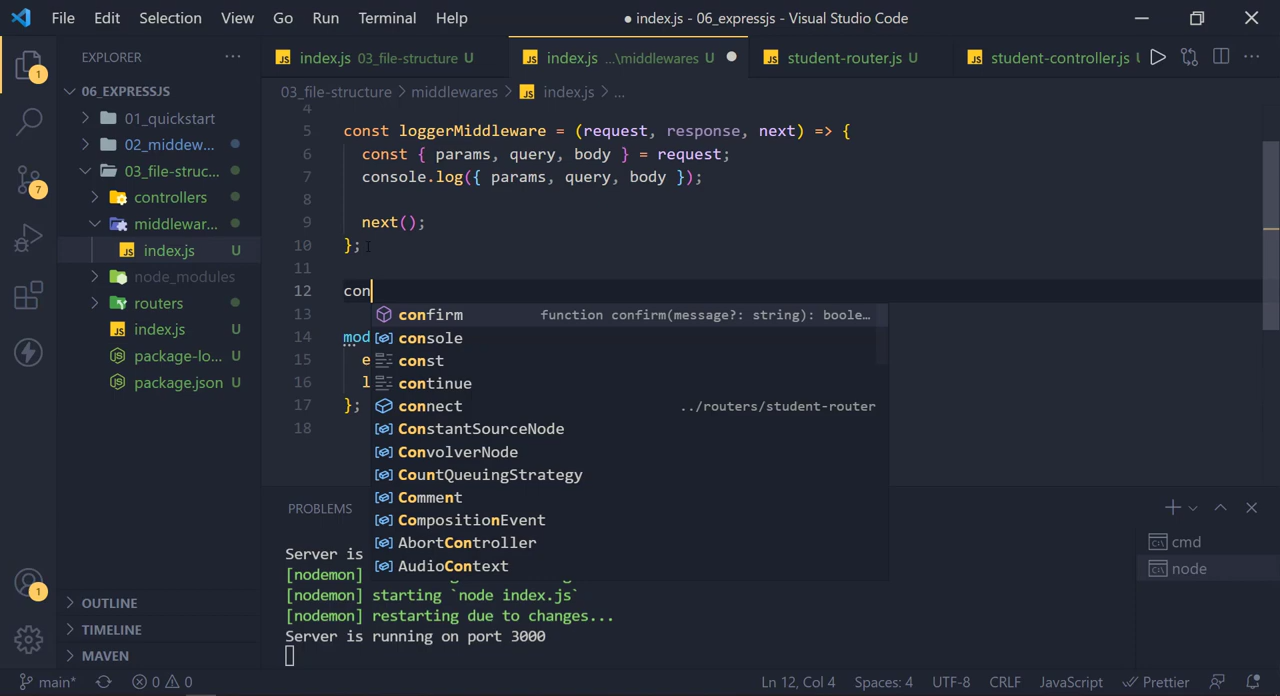 File Edit Selection View Go Run Terminal Help
● index.js - 06_expressjs - Visual Studio Code
EXPLORER ...
06_EXPRESSJS
01_quickstart
02_middew...
03_file-struc...
controllers
middlewar...
index.js U
node_modules
routers
index.js U
package-lo... U
package.json U
OUTLINE
TIMELINE
MAVEN
1
7
1
index.js 03_file-structure U
index.js ...\middlewares U
student-router.js U
student-controller.js
03_file-structure > middlewares > index.js > ...
4
5 const loggerMiddleware = (request, response, next) => {
6 const { params, query, body } = request;
7 console.log({ params, query, body });
8
9 next();
10 };
11
12 con
13
14 mod
15 e
16 l
17 };
18
confirm function confirm(message?: string): boole...
console
const
continue
connect ../routers/student-router
ConstantSourceNode
ConvolverNode
CountQueuingStrategy
Comment
CompositionEvent
AbortController
AudioContext
PROBLEMS
Server is
[nodemon]
[nodemon] starting `node index.js`
[nodemon] restarting due to changes...
Server is running on port 3000
cmd
node
main* 0 0
Ln 12, Col 4 Spaces: 4 UTF-8 CRLF JavaScript Prettier